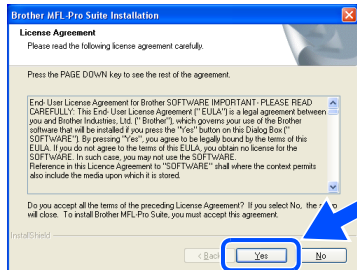 Brother MFL-Pro Suite Installation
License Agreement
Please read the following license agreement carefully.
Press the PAGE DOWN key to see the rest of the agreement.
End- User License Agreement for Brother SOFTWARE IMPORTANT- PLEASE READ
CAREFULLY: This End- User License Agreement (" EULA") is a legal agreement between
you and Brother Industries, Ltd. (" Brother"), which governs your use of the Brother
software that will be installed if you press the "Yes" button on this Dialog Box ("
SOFTWARE"). By pressing "Yes", you agree to be legally bound by the terms of this
EULA. If you do not agree to the terms of this EULA, you obtain no license for the
SOFTWARE. In such case, you may not use the SOFTWARE.
Reference in this License Agreement to "SOFTWARE" shall where the context permits
also include the media upon which it is stored.
Do you accept all the terms of the preceding License Agreement? If you select No, the
will close. To install Brother MFL-Pro Suite, you must accept this agreement.
InstallShield
< Back
Yes
No